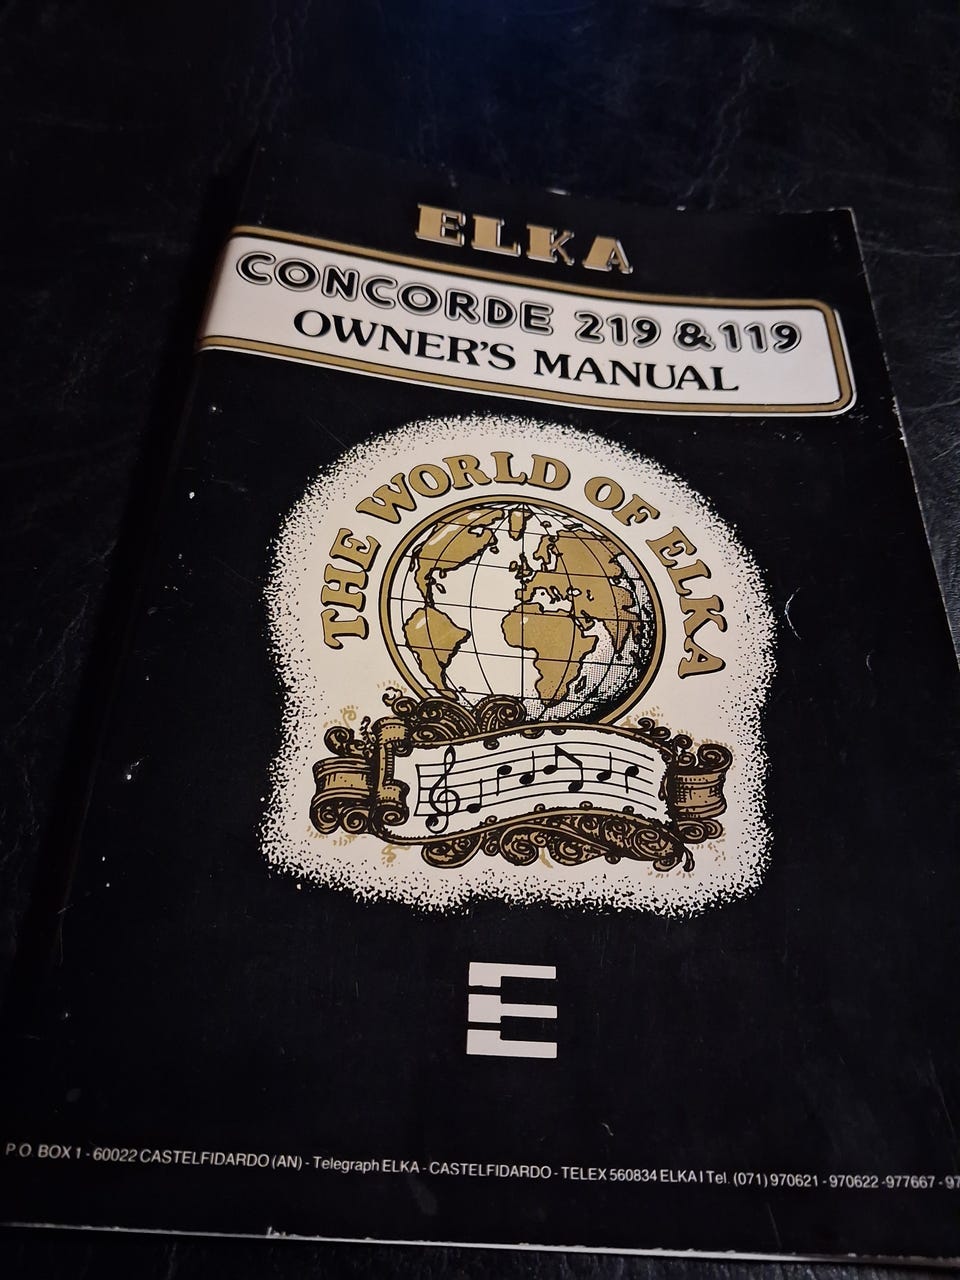 ELKA
CONCORDE 219 & 119
OWNER'S MANUAL
THE WORLD OF ELKA
E
P.O. BOX 1 - 60022 CASTELFIDARDO (AN) - Telegraph ELKA - CASTELFIDARDO - TELEX 560834 ELKA I Tel. (071) 970621 - 970622 - 977667 - 97